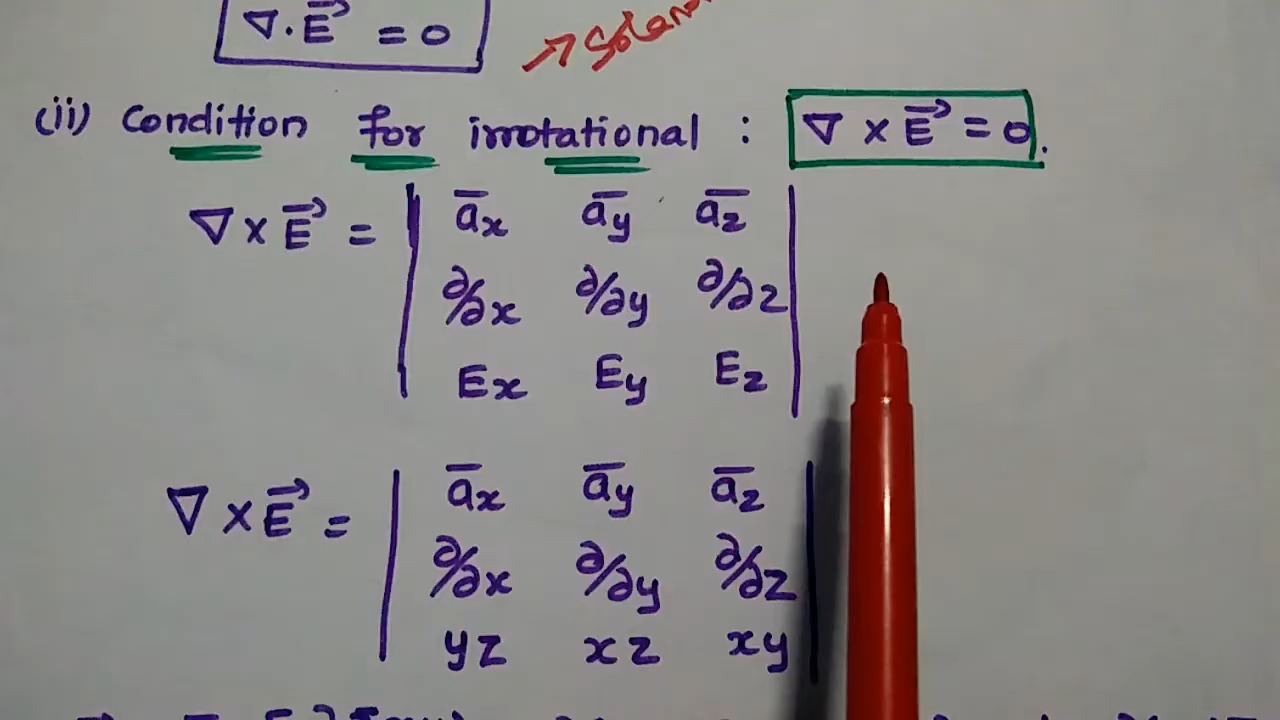 ∇ . E⃗ = 0
(ii) Condition for irrotational : ∇ × E⃗ = 0.
∇ × E⃗ = | a̅x a̅y a̅z |
| ∂/∂x ∂/∂y ∂/∂z |
| Ex Ey Ez |
∇ × E⃗ = | a̅x a̅y a̅z |
| ∂/∂x ∂/∂y ∂/∂z |
| yz xz xy |